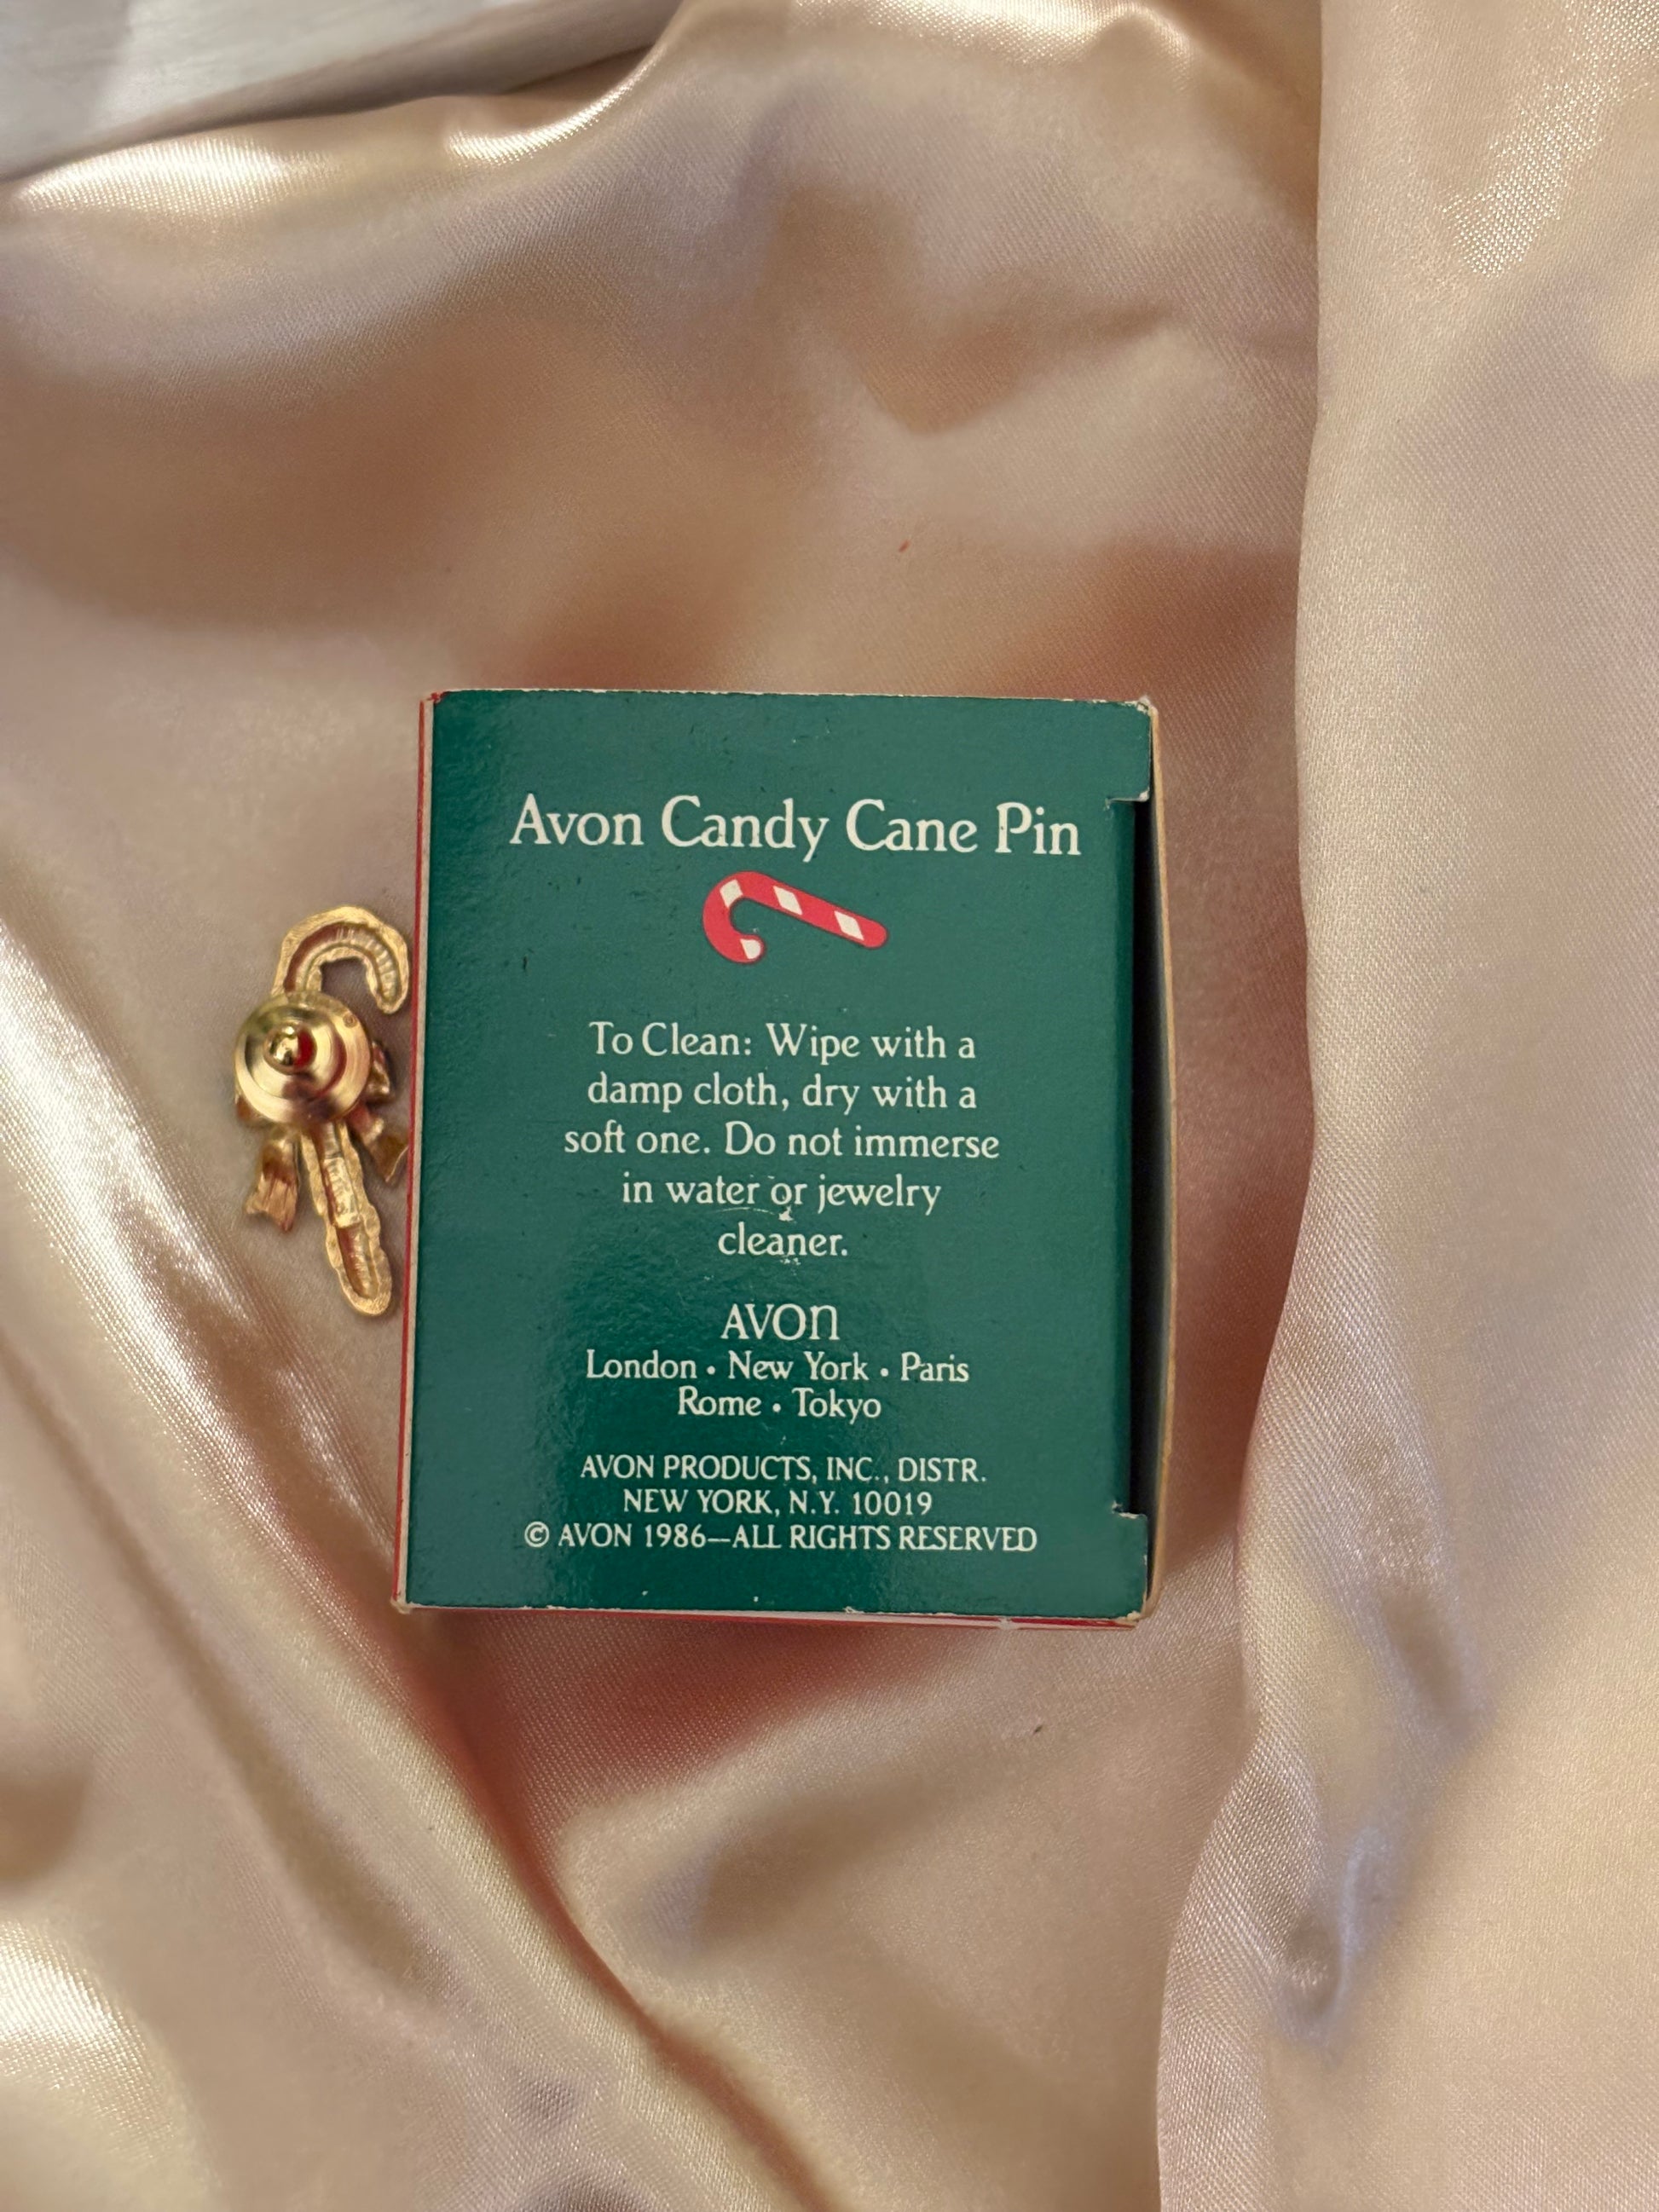 Avon Candy Cane Pin
To Clean: Wipe with a
damp cloth, dry with a
soft one. Do not immerse
in water or jewelry
cleaner.
AVON
London • New York • Paris
Rome • Tokyo
AVON PRODUCTS, INC., DISTR.
NEW YORK, N.Y. 10019
© AVON 1986—ALL RIGHTS RESERVED